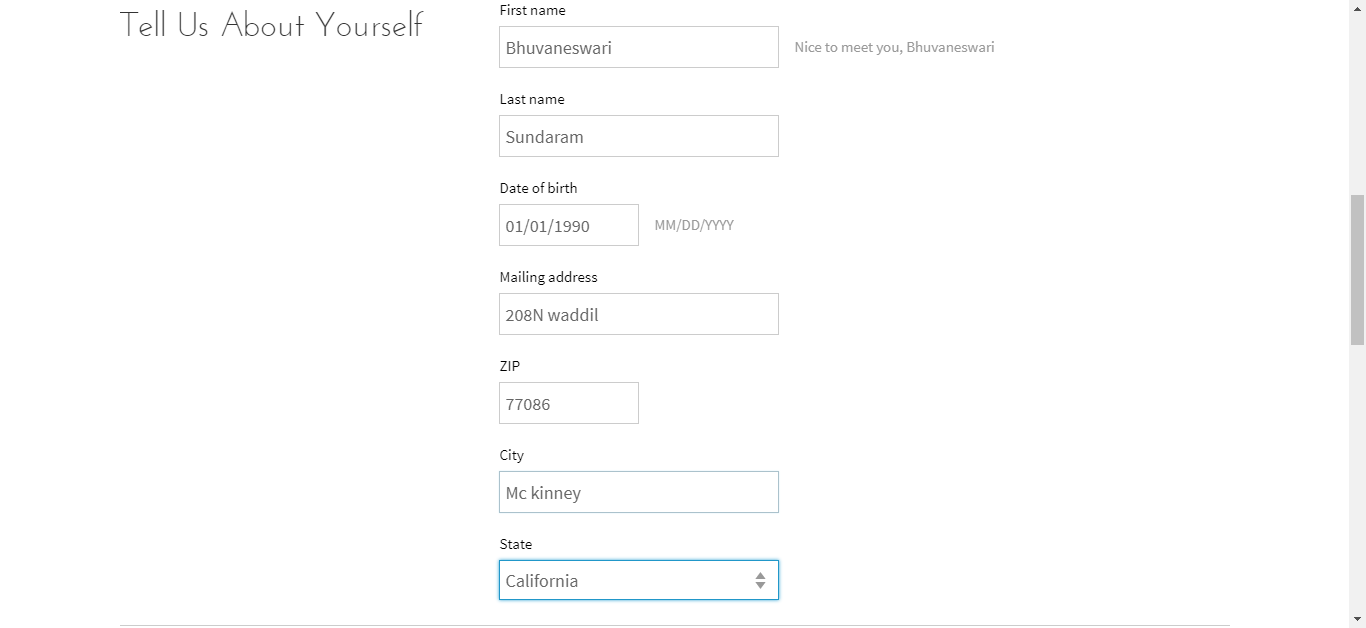 Tell Us About Yourself
First name
Bhuvaneswari
Nice to meet you, Bhuvaneswari
Last name
Sundaram
Date of birth
01/01/1990
MM/DD/YYYY
Mailing address
208N waddil
ZIP
77086
City
Mc kinney
State
California